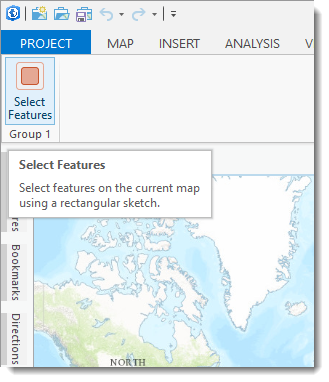 PROJECT MAP INSERT ANALYSIS
Select
Features
Group 1
Select Features
Select features on the current map
using a rectangular sketch.
Bookmarks
Directions
NORTH